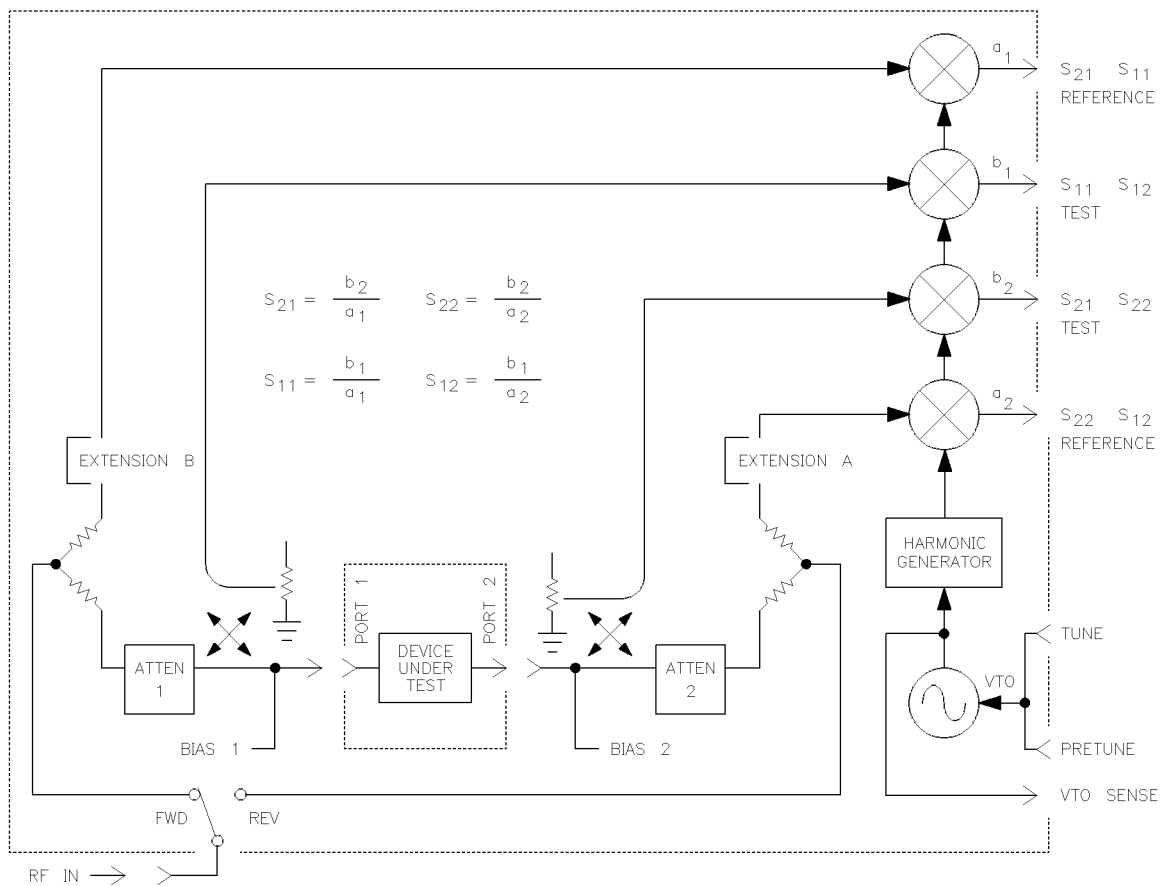 a1
S21 S11
REFERENCE
b1
S11 S12
TEST
b2
S21 S22
TEST
a2
S22 S12
REFERENCE
S21 = b2 / a1
S22 = b2 / a2
S11 = b1 / a1
S12 = b1 / a2
EXTENSION B
EXTENSION A
HARMONIC
GENERATOR
PORT 1
PORT 2
DEVICE
UNDER
TEST
ATTEN
1
ATTEN
2
BIAS 1
BIAS 2
TUNE
VTO
PRETUNE
VTO SENSE
FWD
REV
RF IN